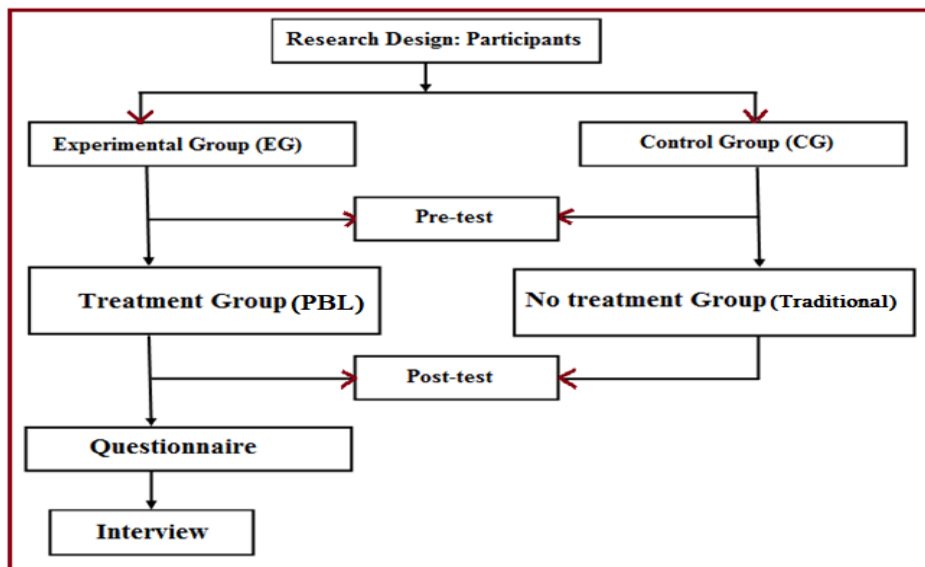 Research Design: Participants
Experimental Group (EG)
Control Group (CG)
Pre-test
Treatment Group (PBL)
No treatment Group (Traditional)
Post-test
Questionnaire
Interview